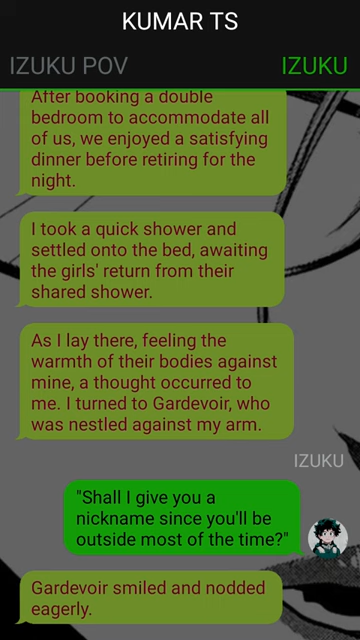 KUMAR TS
IZUKU POV
IZUKU
After booking a double
bedroom to accommodate all
of us, we enjoyed a satisfying
dinner before retiring for the
night.
I took a quick shower and
settled onto the bed, awaiting
the girls' return from their
shared shower.
As I lay there, feeling the
warmth of their bodies against
mine, a thought occurred to
me. I turned to Gardevoir, who
was nestled against my arm.
IZUKU
"Shall I give you a
nickname since you'll be
outside most of the time?"
Gardevoir smiled and nodded
eagerly.